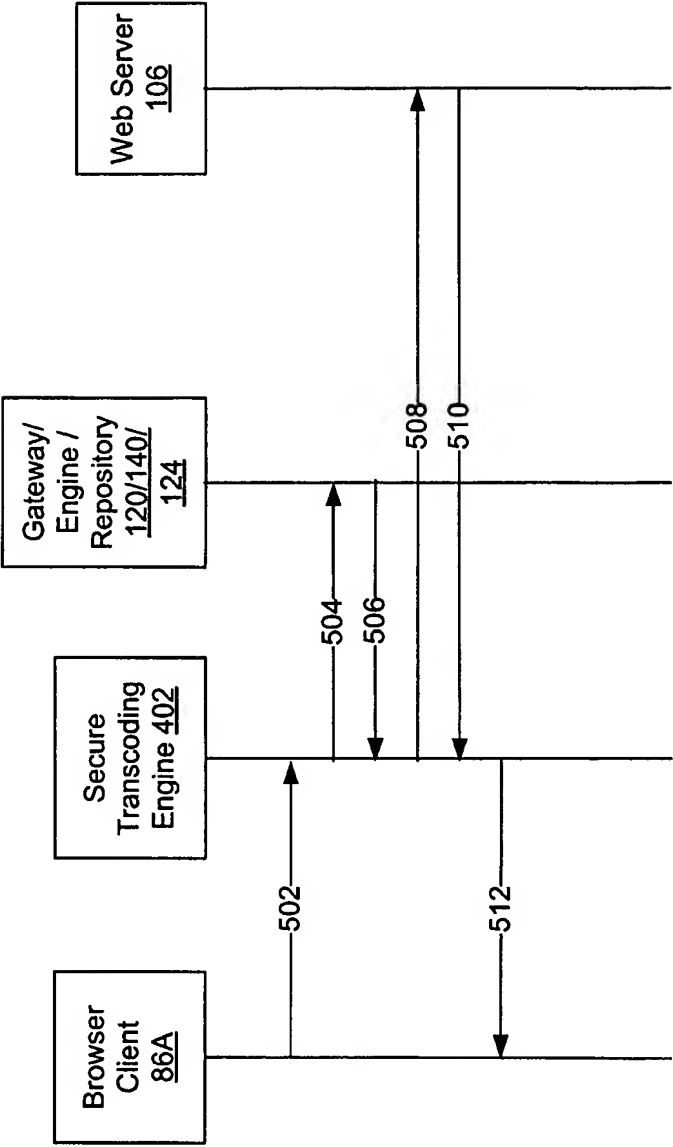 Browser
Client
86A
Secure
Transcoding
Engine 402
Gateway/
Engine /
Repository
120/140/
124
Web Server
106
502
504
506
508
510
512